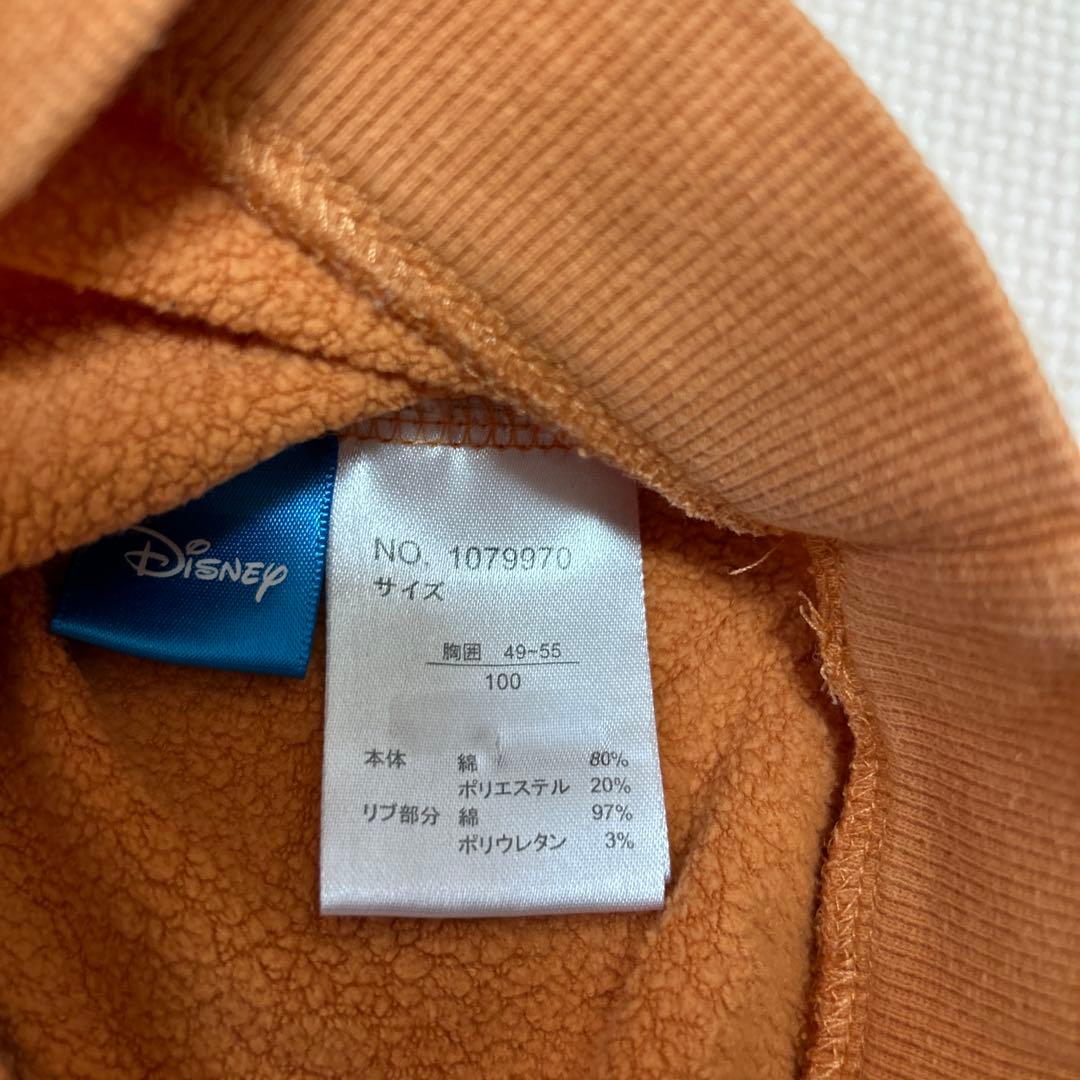 Disney
NO. 1079970
サイズ
胸囲 49~55
100
本体 綿 80%
ポリエステル 20%
リブ部分 綿 97%
ポリウレタン 3%